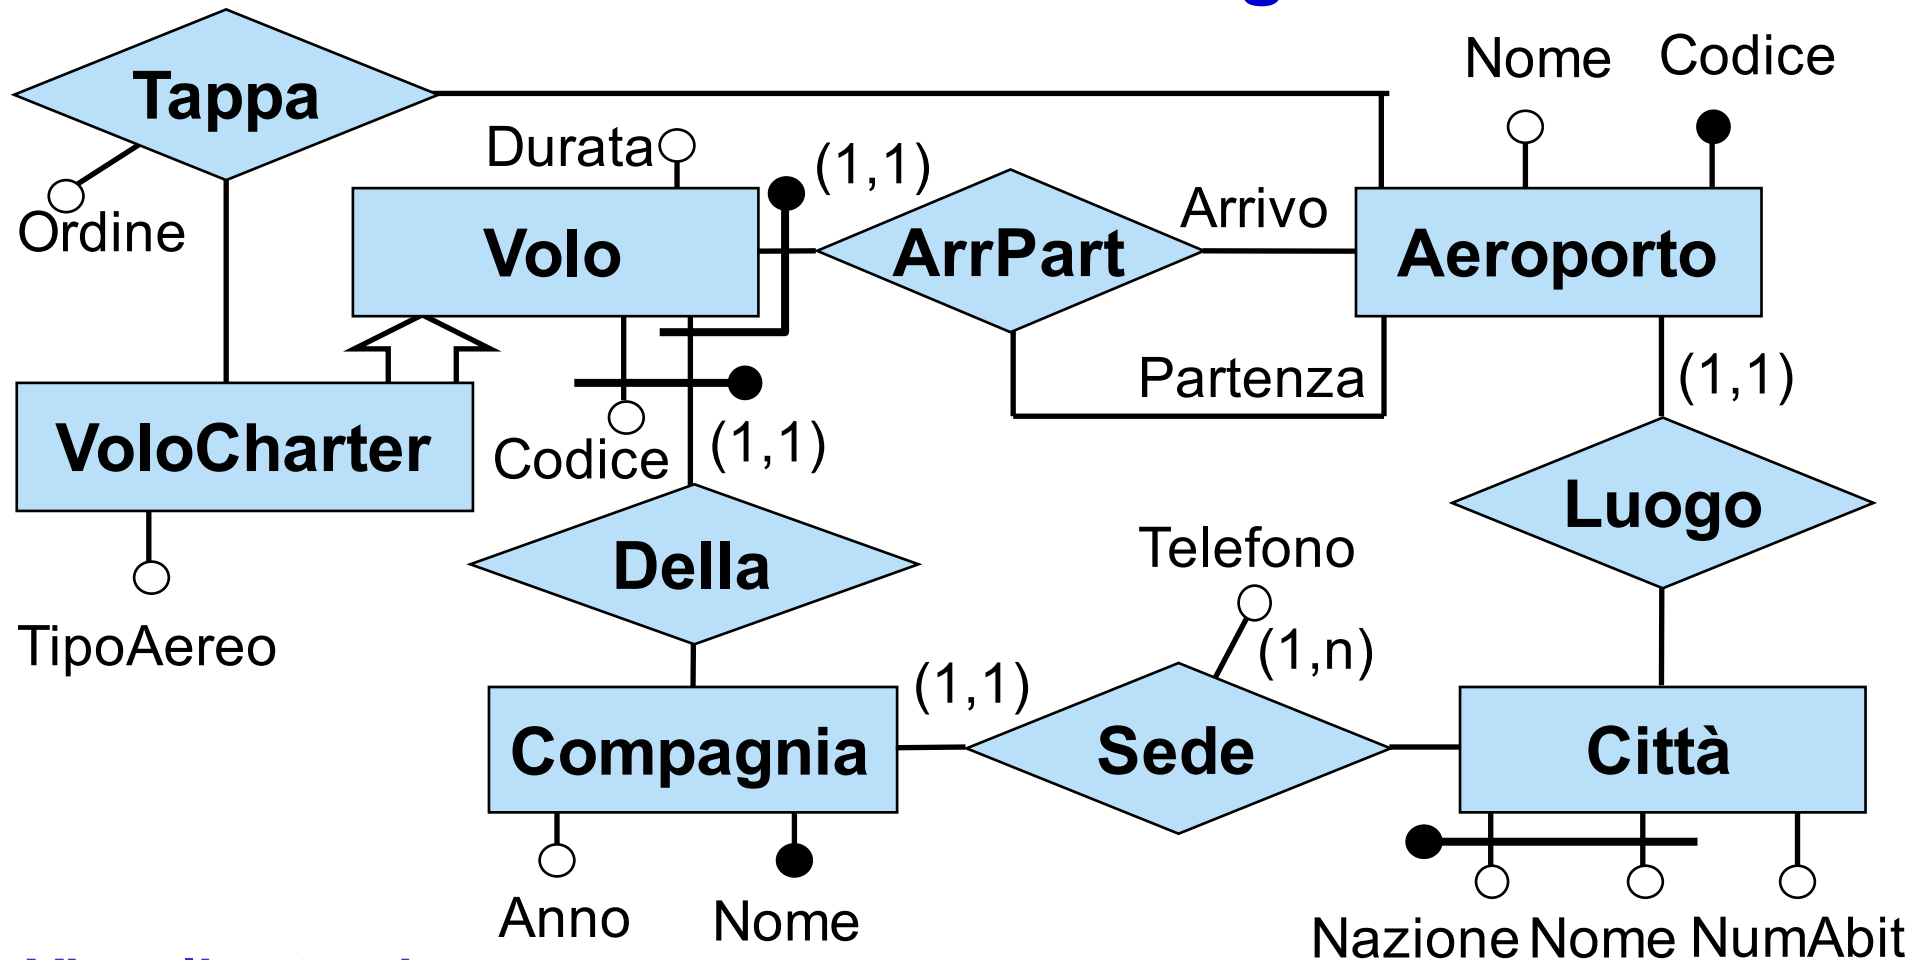 Nome
Codice
Tappa
Durata
(1,1)
Arrivo
Ordine
Volo
ArrPart
Aeroporto
Partenza
(1,1)
VoloCharter
Codice
(1,1)
Luogo
Telefono
Della
TipoAereo
(1,n)
(1,1)
Compagnia
Sede
Città
Anno
Nome
Nazione
Nome
NumAbit